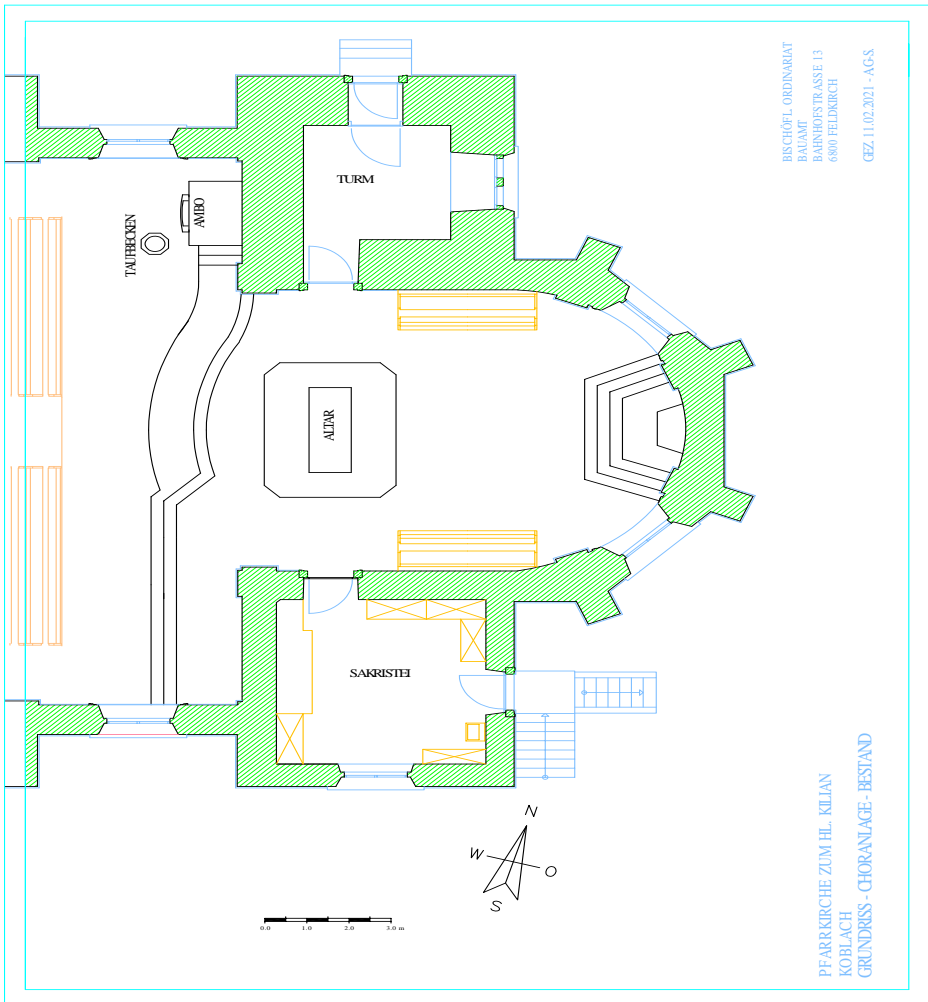 BISCHÖFL. ORDINARIAT
BAUAMT
BAHNHOFSTRASSE 13
6800 FELDKIRCH
GEZ. 11.02.2021 - AG-S.
TURM
AMBO
TAUFBECKEN
ALTAR
SAKRISTEI
N
W
O
S
0.0 1.0 2.0 3.0 m
PFARRKIRCHE ZUM HL. KILIAN
KOBLACH
GRUNDRISS - CHORANLAGE - BESTAND